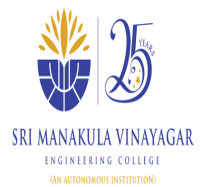 25 YEARS
SRI MANAKULA VINAYAGAR
ENGINEERING COLLEGE
(AN AUTONOMOUS INSTITUTION)